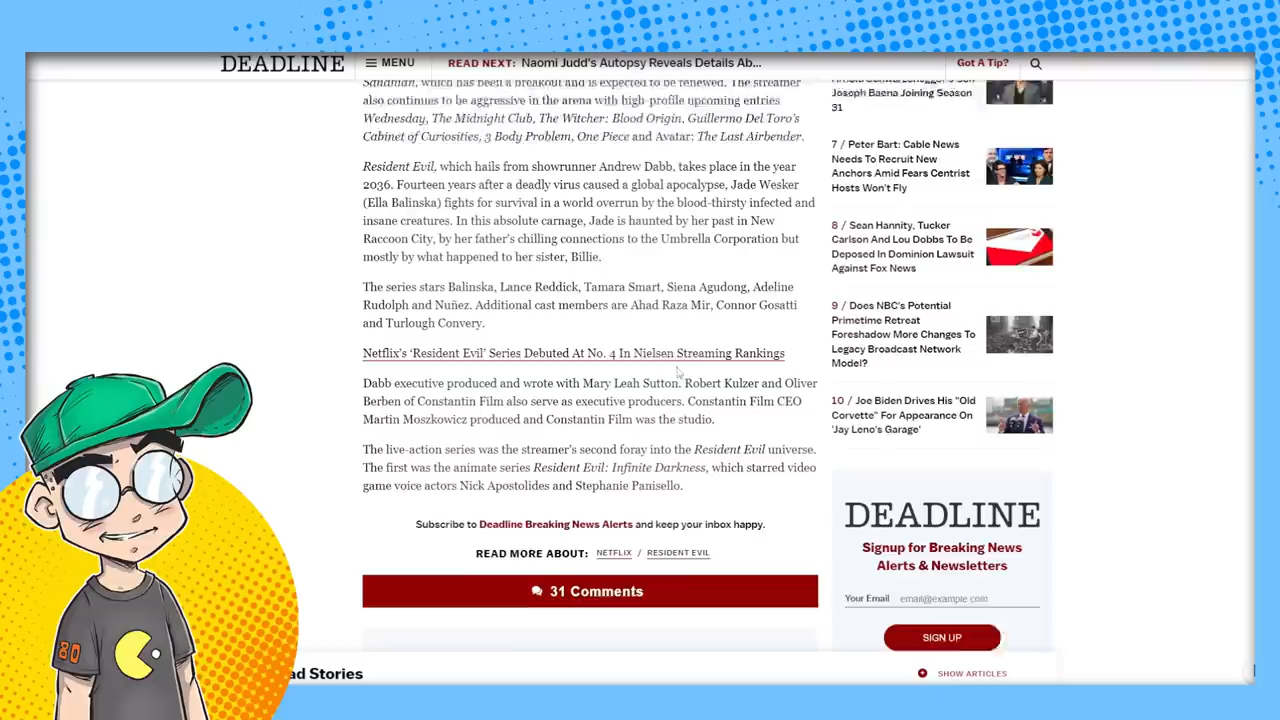 DEADLINE
MENU
READ NEXT: Naomi Judd's Autopsy Reveals Details Ab...
Got A Tip?
Sandman, which has been a breakout and is expected to be renewed. The streamer
also continues to be aggressive in the arena with high-profile upcoming entries
Wednesday, The Midnight Club, The Witcher: Blood Origin, Guillermo Del Toro's
Cabinet of Curiosities, 3 Body Problem, One Piece and Avatar: The Last Airbender.
Resident Evil, which hails from showrunner Andrew Dabb, takes place in the year
2036. Fourteen years after a deadly virus caused a global apocalypse, Jade Wesker
(Ella Balinska) fights for survival in a world overrun by the blood-thirsty infected and
insane creatures. In this absolute carnage, Jade is haunted by her past in New
Raccoon City, by her father's chilling connections to the Umbrella Corporation but
mostly by what happened to her sister, Billie.
The series stars Balinska, Lance Reddick, Tamara Smart, Siena Agudong, Adeline
Rudolph and Nuñez. Additional cast members are Ahad Raza Mir, Connor Gosatti
and Turlough Convery.
Netflix's 'Resident Evil' Series Debuted At No. 4 In Nielsen Streaming Rankings
Dabb executive produced and wrote with Mary Leah Sutton. Robert Kulzer and Oliver
Berben of Constantin Film also serve as executive producers. Constantin Film CEO
Martin Moszkowicz produced and Constantin Film was the studio.
The live-action series was the streamer's second foray into the Resident Evil universe.
The first was the animate series Resident Evil: Infinite Darkness, which starred video
game voice actors Nick Apostolides and Stephanie Panisello.
Subscribe to Deadline Breaking News Alerts and keep your inbox happy.
READ MORE ABOUT: NETFLIX / RESIDENT EVIL
31 Comments
ad Stories
SHOW ARTICLES
Joseph Baena Joining Season
31
7 / Peter Bart: Cable News
Needs To Recruit New
Anchors Amid Fears Centrist
Hosts Won't Fly
8 / Sean Hannity, Tucker
Carlson And Lou Dobbs To Be
Deposed In Dominion Lawsuit
Against Fox News
9 / Does NBC's Potential
Primetime Retreat
Foreshadow More Changes To
Legacy Broadcast Network
Model?
10 / Joe Biden Drives His "Old
Corvette" For Appearance On
'Jay Leno's Garage'
DEADLINE
Signup for Breaking News
Alerts & Newsletters
Your Email email@example.com
SIGN UP
80